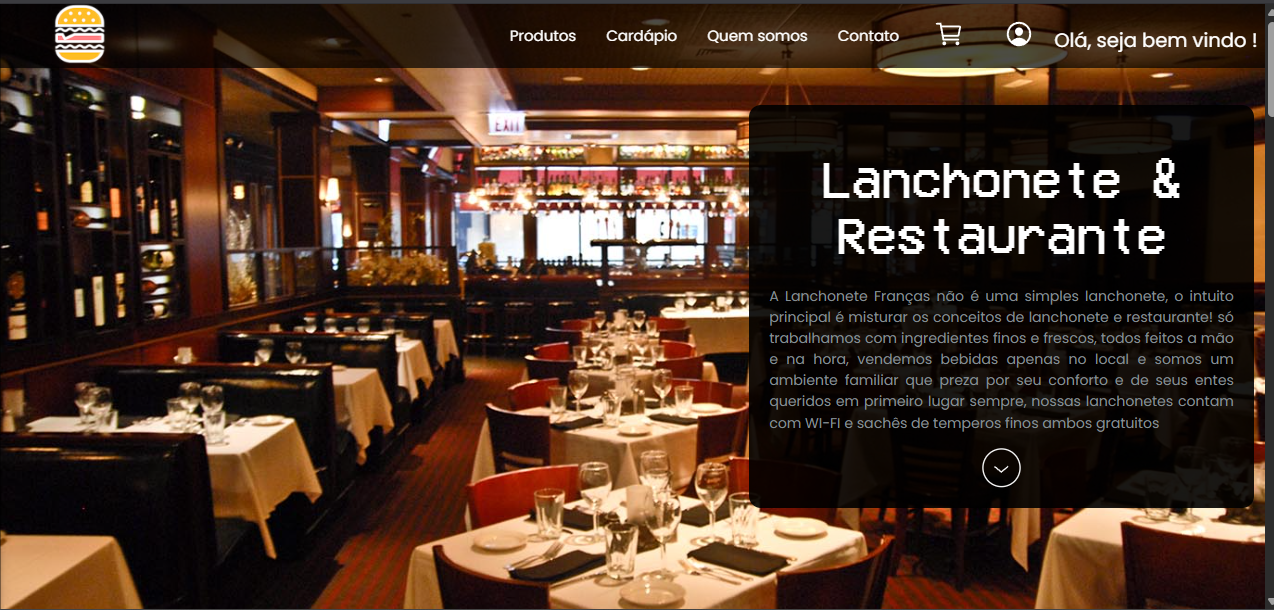 Produtos Cardápio Quem somos Contato Olá, seja bem vindo !
EXIT
Lanchonete &
Restaurante
A Lanchonete Franças não é uma simples lanchonete, o intuito
principal é misturar os conceitos de lanchonete e restaurante! só
trabalhamos com ingredientes finos e frescos, todos feitos a mão
e na hora, vendemos bebidas apenas no local e somos um
ambiente familiar que preza por seu conforto e de seus entes
queridos em primeiro lugar sempre, nossas lanchonetes contam
com WI-FI e sachês de temperos finos ambos gratuitos